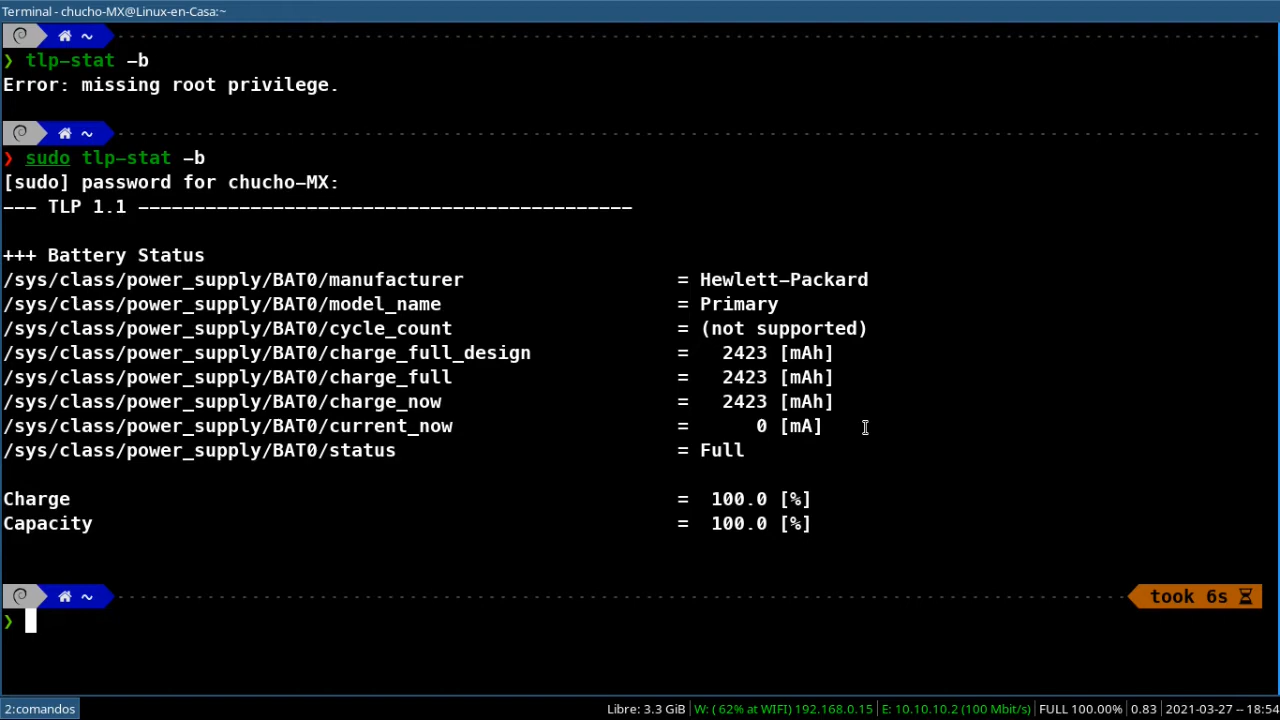 Terminal - chucho-MX@Linux-en-Casa:~
~
❯ tlp-stat -b
Error: missing root privilege.
~
❯ sudo tlp-stat -b
[sudo] password for chucho-MX:
--- TLP 1.1 --------------------------------------------
+++ Battery Status
/sys/class/power_supply/BAT0/manufacturer = Hewlett-Packard
/sys/class/power_supply/BAT0/model_name = Primary
/sys/class/power_supply/BAT0/cycle_count = (not supported)
/sys/class/power_supply/BAT0/charge_full_design = 2423 [mAh]
/sys/class/power_supply/BAT0/charge_full = 2423 [mAh]
/sys/class/power_supply/BAT0/charge_now = 2423 [mAh]
/sys/class/power_supply/BAT0/current_now = 0 [mA]
/sys/class/power_supply/BAT0/status = Full
Charge = 100.0 [%]
Capacity = 100.0 [%]
~ took 6s
❯
2:comandos Libre: 3.3 GiB W: ( 62% at WIFI) 192.168.0.15 E: 10.10.10.2 (100 Mbit/s) FULL 100.00% 0.83 2021-03-27 -- 18:54